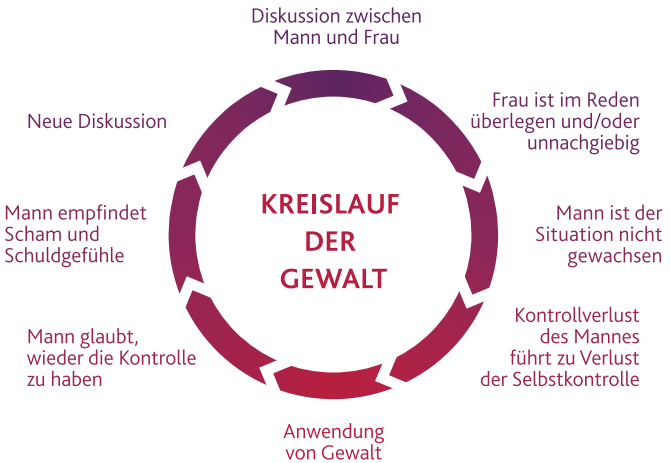 Diskussion zwischen
Mann und Frau
Frau ist im Reden
überlegen und/oder
unnachgiebig
Mann ist der
Situation nicht
gewachsen
Kontrollverlust
des Mannes
führt zu Verlust
der Selbstkontrolle
Anwendung
von Gewalt
Mann glaubt,
wieder die Kontrolle
zu haben
Mann empfindet
Scham und
Schuldgefühle
Neue Diskussion
KREISLAUF
DER
GEWALT